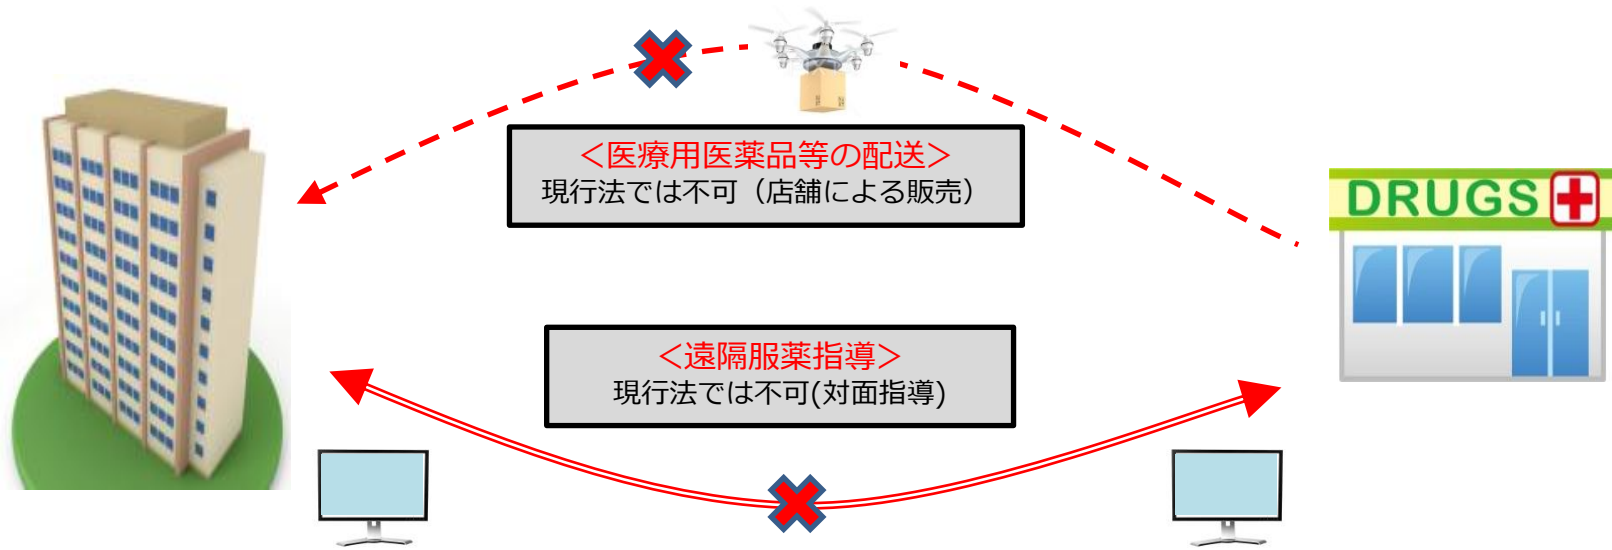 ＜医療用医薬品等の配送＞
現行法では不可（店舗による販売）
DRUGS
＜遠隔服薬指導＞
現行法では不可(対面指導)